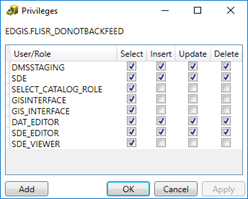 Privileges
EDGIS.FLISR_DONOTBACKFEED
User/Role Select Insert Update Delete
DMSSTAGING
SDE
SELECT_CATALOG_ROLE
GISINTERFACE
GIS_INTERFACE
DAT_EDITOR
SDE_EDITOR
SDE_VIEWER
Add OK Cancel Apply